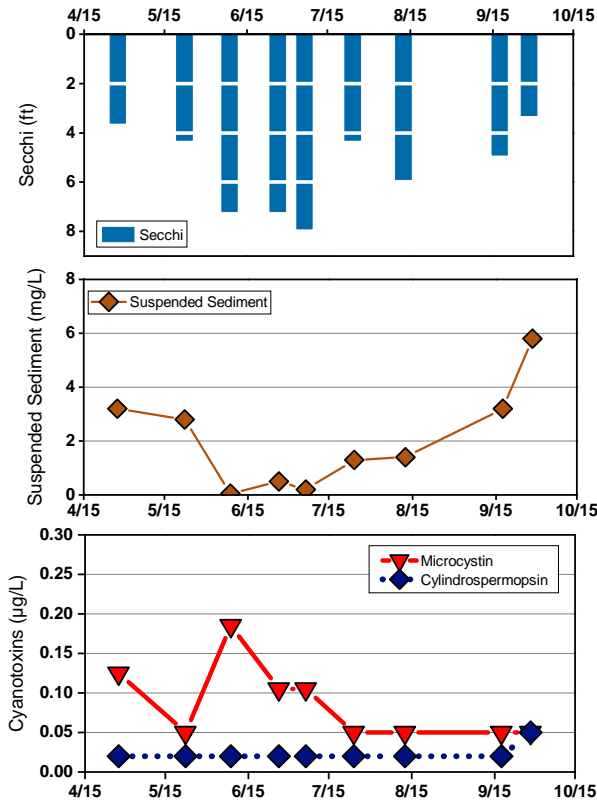 4/15 5/15 6/15 7/15 8/15 9/15 10/15
0
2
4
6
8
Secchi (ft)
Secchi
8
6
4
2
0
Suspended Sediment (mg/L)
Suspended Sediment
4/15 5/15 6/15 7/15 8/15 9/15 10/15
0.30
0.25
0.20
0.15
0.10
0.05
0.00
Cyanotoxins (µg/L)
Microcystin
Cylindrospermopsin
4/15 5/15 6/15 7/15 8/15 9/15 10/15